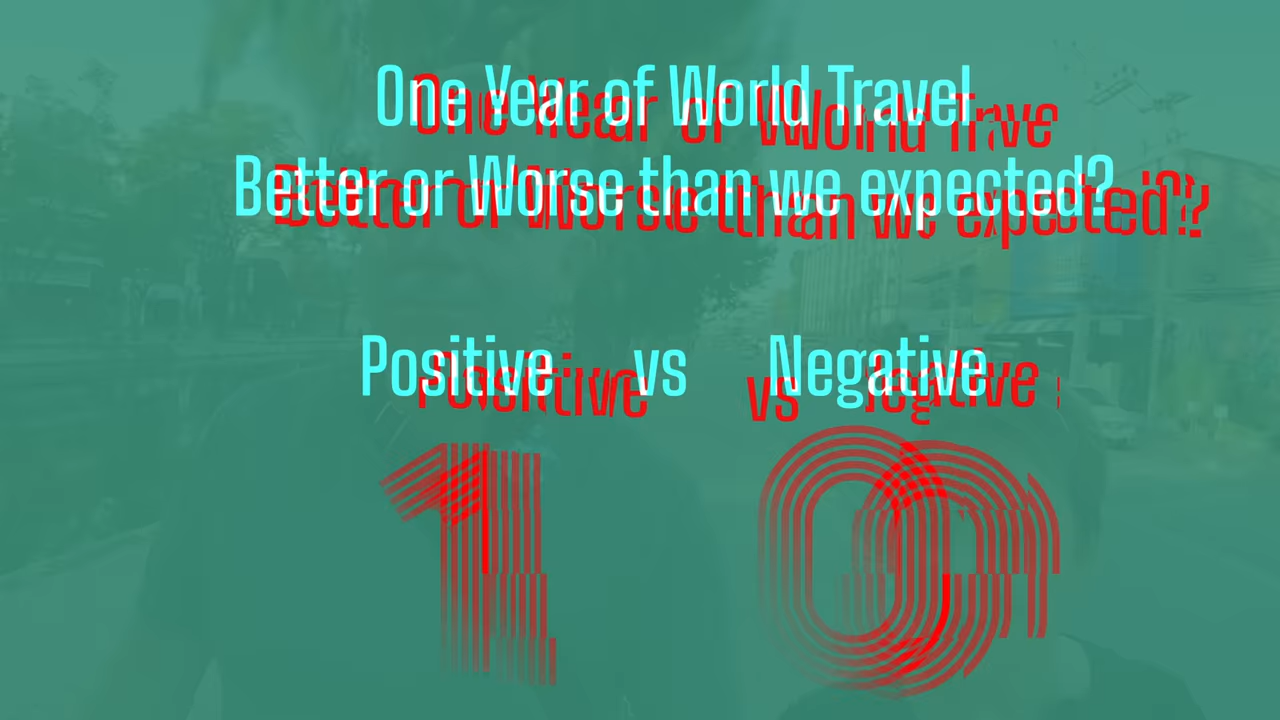 One Year of World Travel
Better or Worse than we expected?
Positive vs Negative
1 0